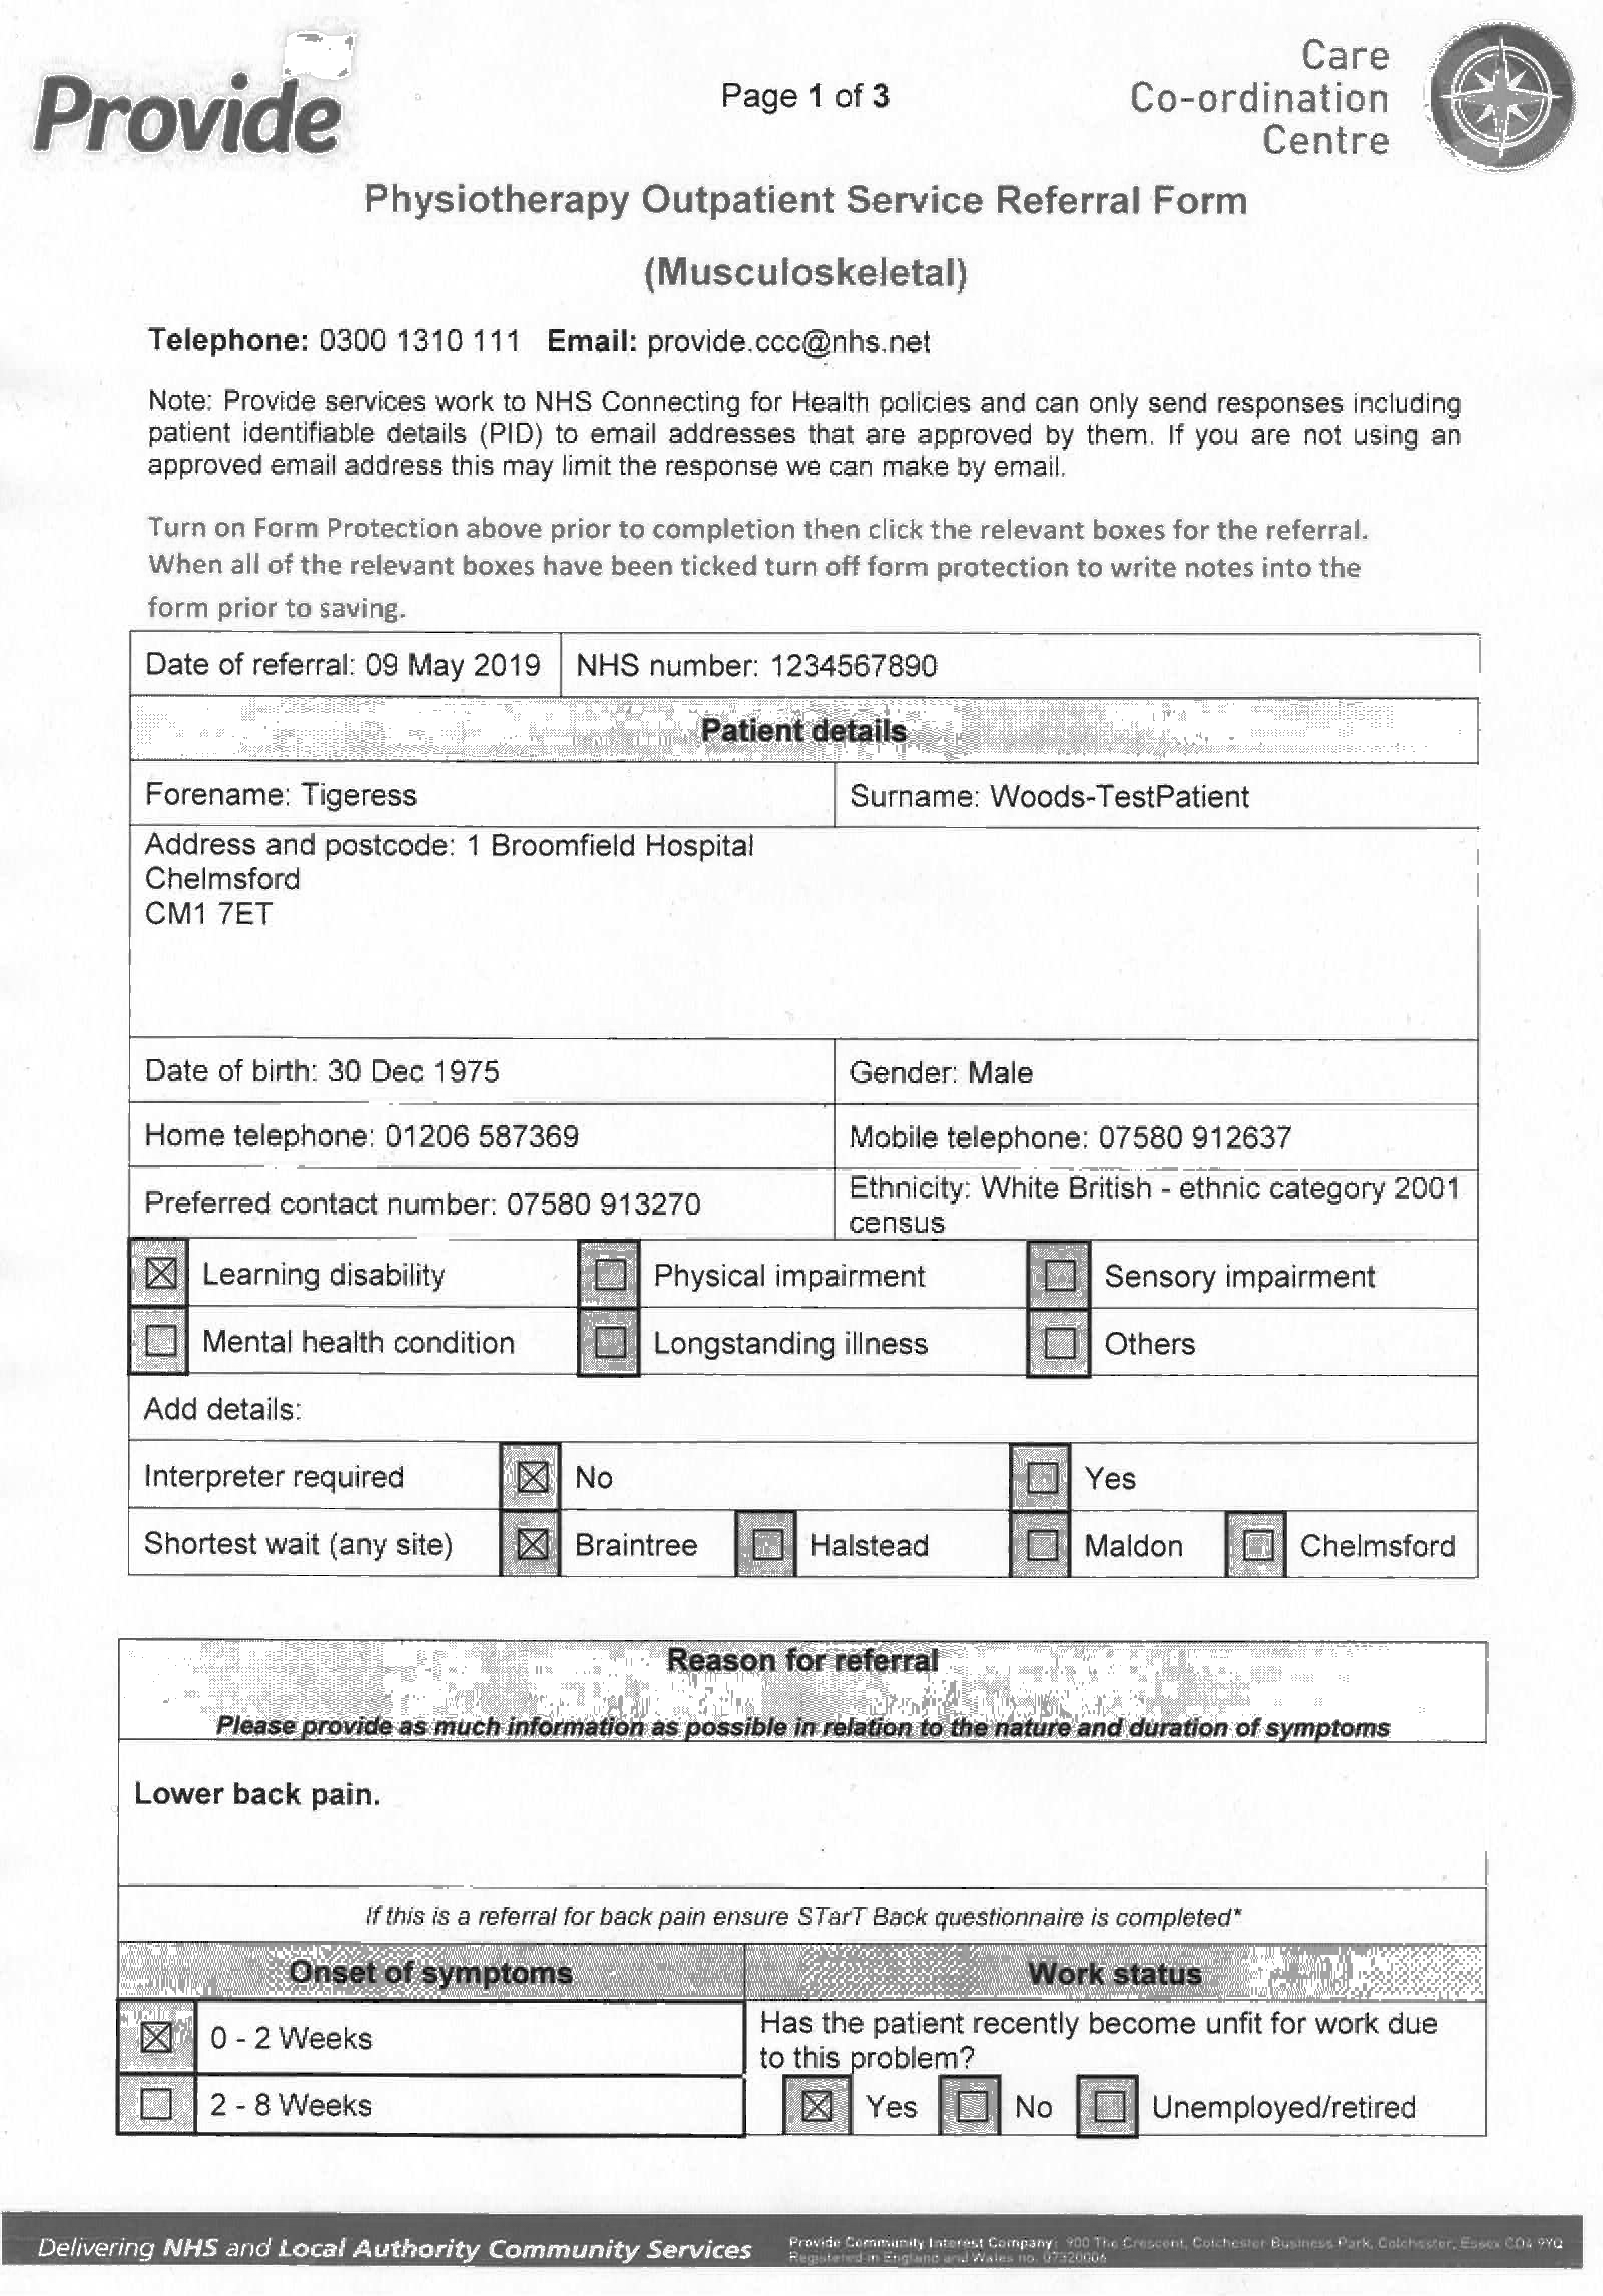 Provide
Page 1 of 3
Care
Co-ordination
Centre
Physiotherapy Outpatient Service Referral Form
(Musculoskeletal)
Telephone: 0300 1310 111 Email: provide.ccc@nhs.net
Note: Provide services work to NHS Connecting for Health policies and can only send responses including
patient identifiable details (PID) to email addresses that are approved by them. If you are not using an
approved email address this may limit the response we can make by email.
Turn on Form Protection above prior to completion then click the relevant boxes for the referral.
When all of the relevant boxes have been ticked turn off form protection to write notes into the
form prior to saving.
Date of referral: 09 May 2019 NHS number: 1234567890
Patient details
Forename: Tigeress Surname: Woods-TestPatient
Address and postcode: 1 Broomfield Hospital
Chelmsford
CM1 7ET
Date of birth: 30 Dec 1975 Gender: Male
Home telephone: 01206 587369 Mobile telephone: 07580 912637
Preferred contact number: 07580 913270 Ethnicity: White British - ethnic category 2001
census
☒ Learning disability ☐ Physical impairment ☐ Sensory impairment
☐ Mental health condition ☐ Longstanding illness ☐ Others
Add details:
Interpreter required ☒ No ☐ Yes
Shortest wait (any site) ☒ Braintree ☐ Halstead ☐ Maldon ☐ Chelmsford
Reason for referral
Please provide as much information as possible in relation to the nature and duration of symptoms
Lower back pain.
If this is a referral for back pain ensure STarT Back questionnaire is completed*
Onset of symptoms Work status
☒ 0 - 2 Weeks
☐ 2 - 8 Weeks
Has the patient recently become unfit for work due
to this problem?
☒ Yes ☐ No ☐ Unemployed/retired
Delivering NHS and Local Authority Community Services
Provide Community Interest Company: 900 The Crescent, Colchester Business Park, Colchester, Essex CO4 9YQ
Registered in England and Wales no. 07320006